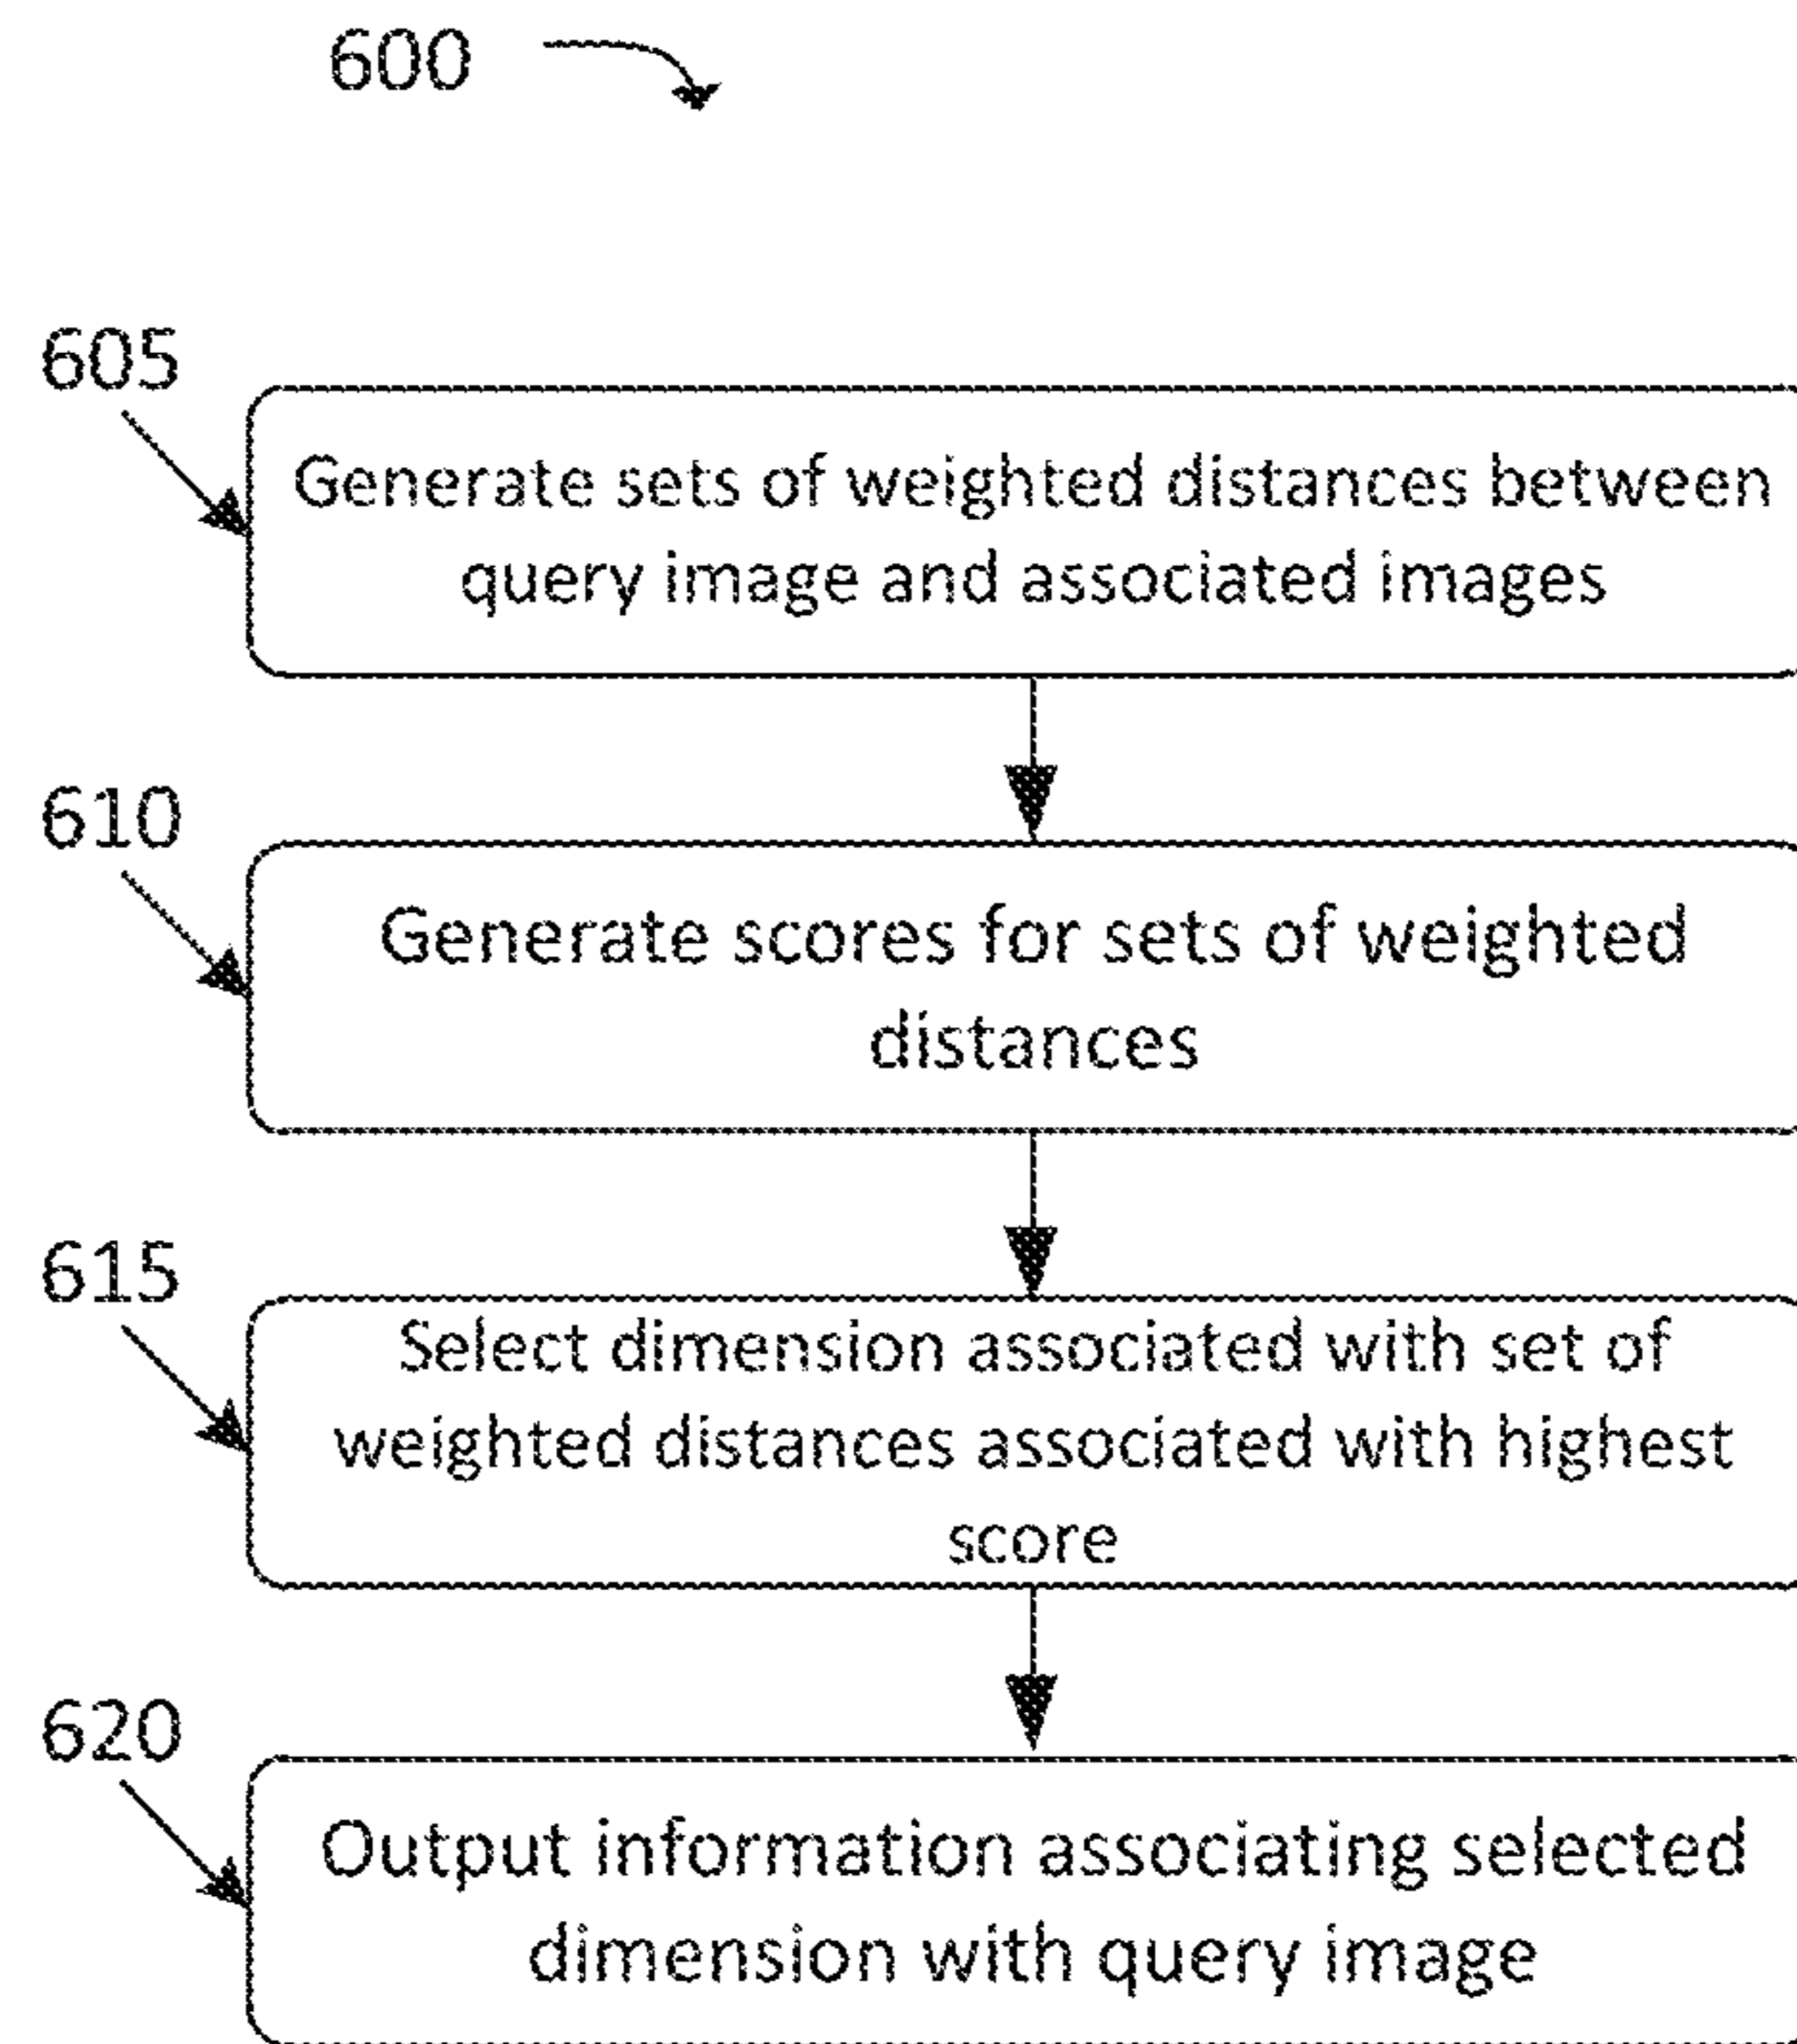 600
605
Generate sets of weighted distances between
query image and associated images
610
Generate scores for sets of weighted
distances
615
Select dimension associated with set of
weighted distances associated with highest
score
620
Output information associating selected
dimension with query image